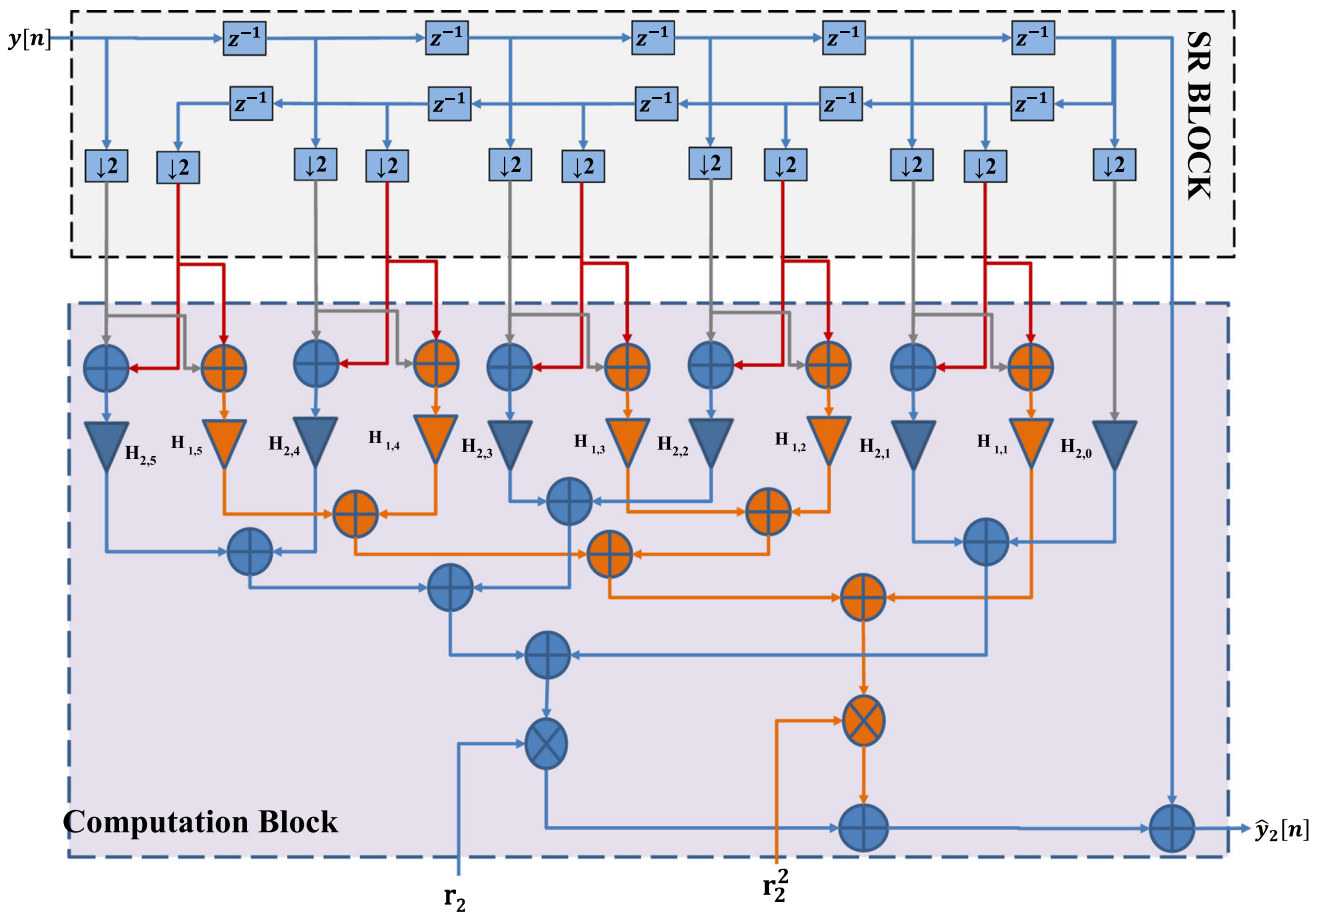 y[n] z⁻¹ z⁻¹ z⁻¹ z⁻¹ z⁻¹
z⁻¹ z⁻¹ z⁻¹ z⁻¹ z⁻¹
SR BLOCK
↓2 ↓2 ↓2 ↓2 ↓2 ↓2 ↓2 ↓2 ↓2 ↓2 ↓2
H₂,₅ H₁,₅ H₂,₄ H₁,₄ H₂,₃ H₁,₃ H₂,₂ H₁,₂ H₂,₁ H₁,₁ H₂,₀
Computation Block
ŷ₂[n]
r₂ r₂²